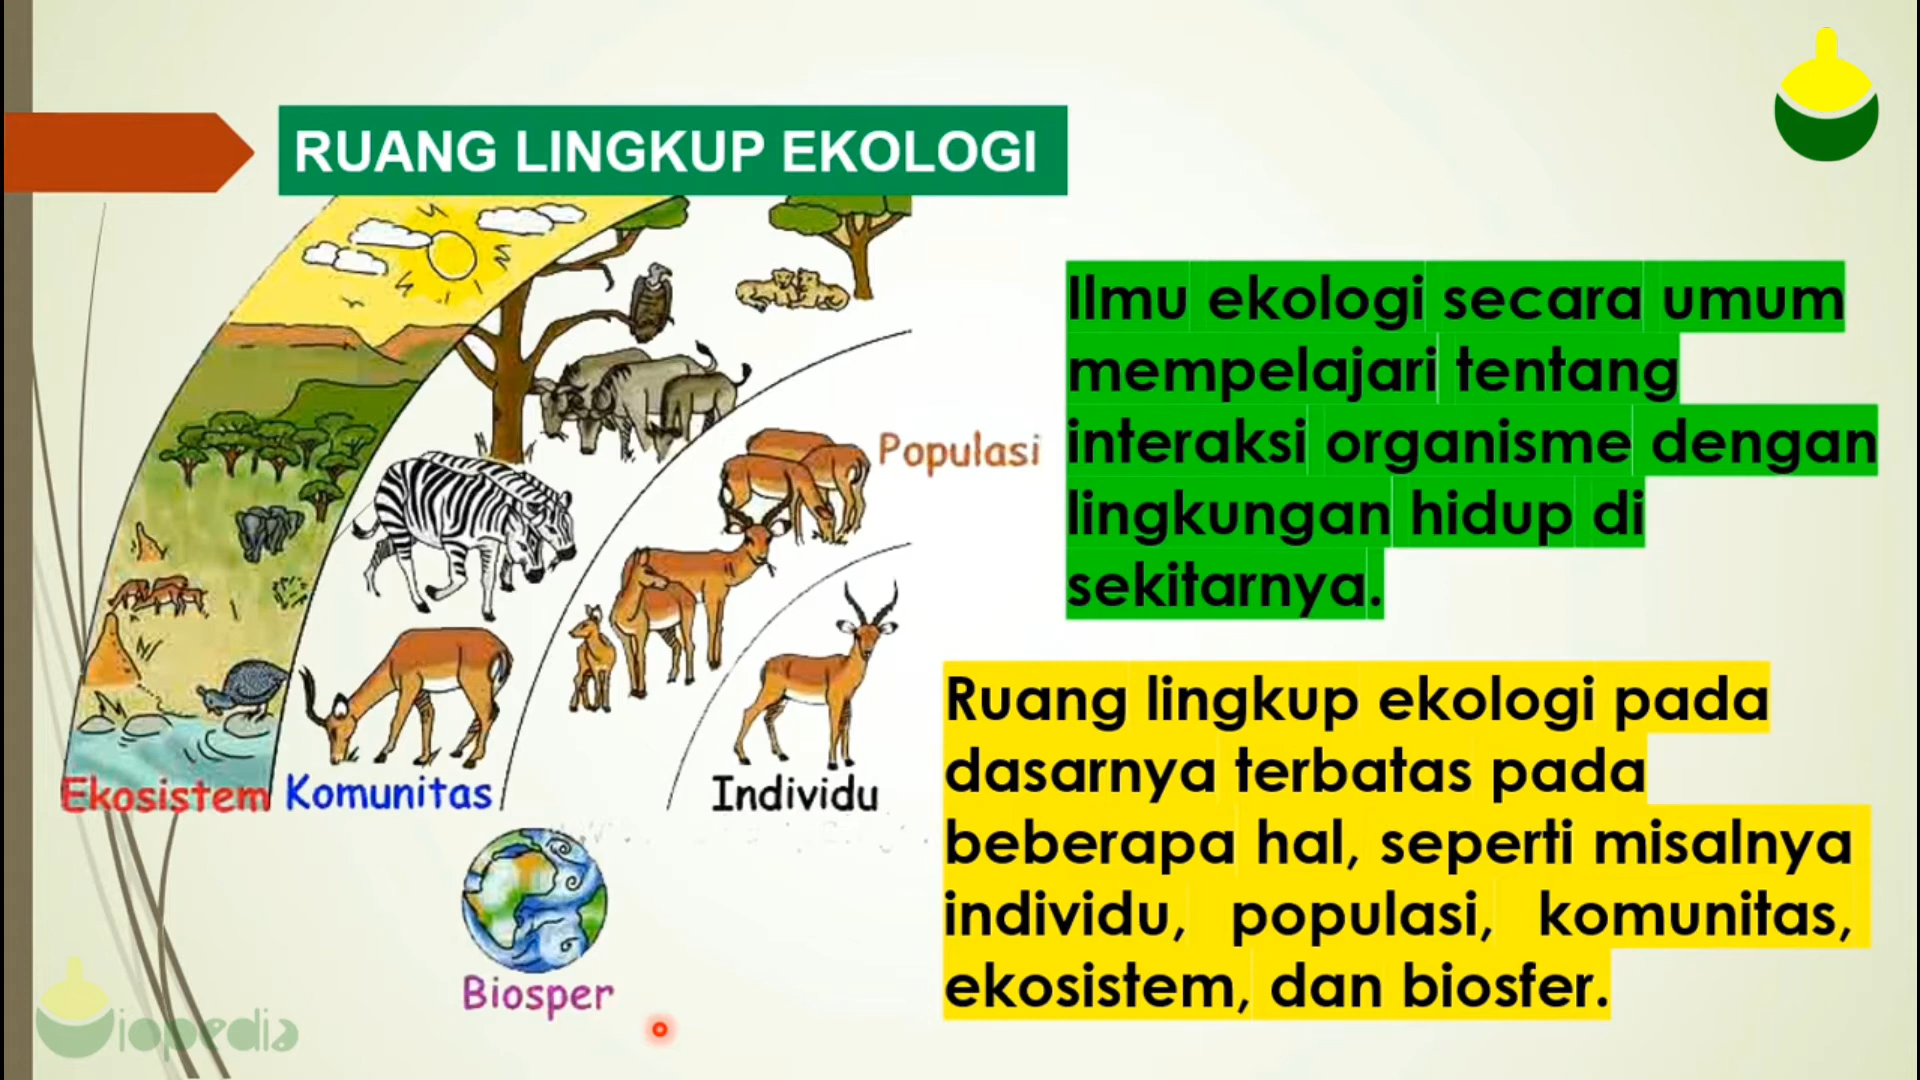 RUANG LINGKUP EKOLOGI
Ilmu ekologi secara umum
mempelajari tentang
interaksi organisme dengan
lingkungan hidup di
sekitarnya.
Populasi
Ekosistem
Komunitas
Individu
Biosper
Ruang lingkup ekologi pada
dasarnya terbatas pada
beberapa hal, seperti misalnya
individu, populasi, komunitas,
ekosistem, dan biosfer.
iopedia